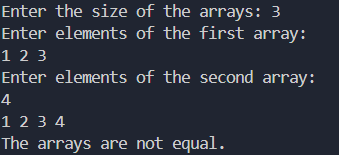 Enter the size of the arrays: 3
Enter elements of the first array:
1 2 3
Enter elements of the second array:
4
1 2 3 4
The arrays are not equal.